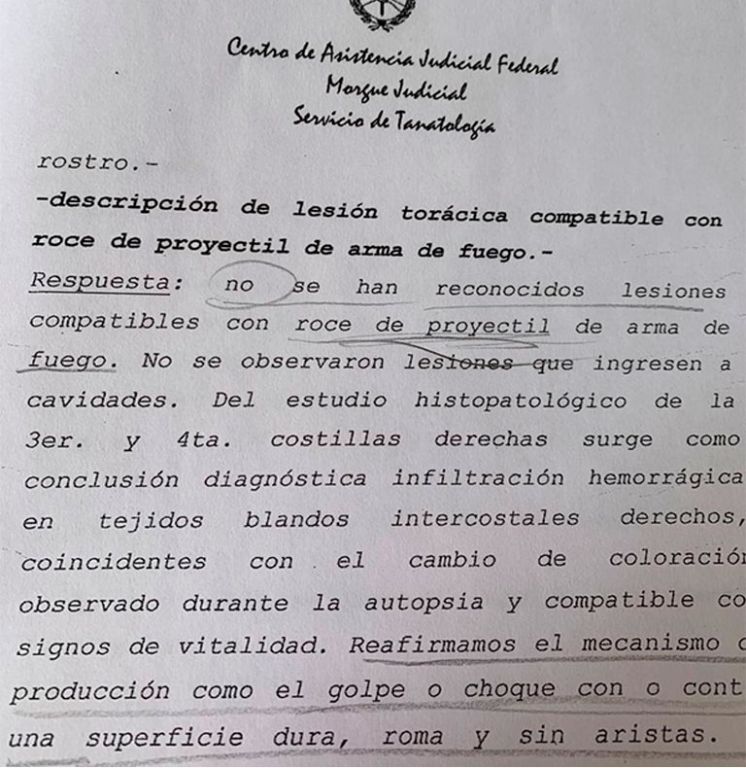 Centro de Asistencia Judicial Federal
Morgue Judicial
Servicio de Tanatología
rostro.-
-descripción de lesión torácica compatible con
roce de proyectil de arma de fuego.-
Respuesta: no se han reconocidos lesiones
compatibles con roce de proyectil de arma de
fuego. No se observaron lesiones que ingresen a
cavidades. Del estudio histopatológico de la
3er. y 4ta. costillas derechas surge como
conclusión diagnóstica infiltración hemorrágica
en tejidos blandos intercostales derechos,
coincidentes con el cambio de coloración
observado durante la autopsia y compatible co
signos de vitalidad. Reafirmamos el mecanismo
producción como el golpe o choque con o cont
una superficie dura, roma y sin aristas.